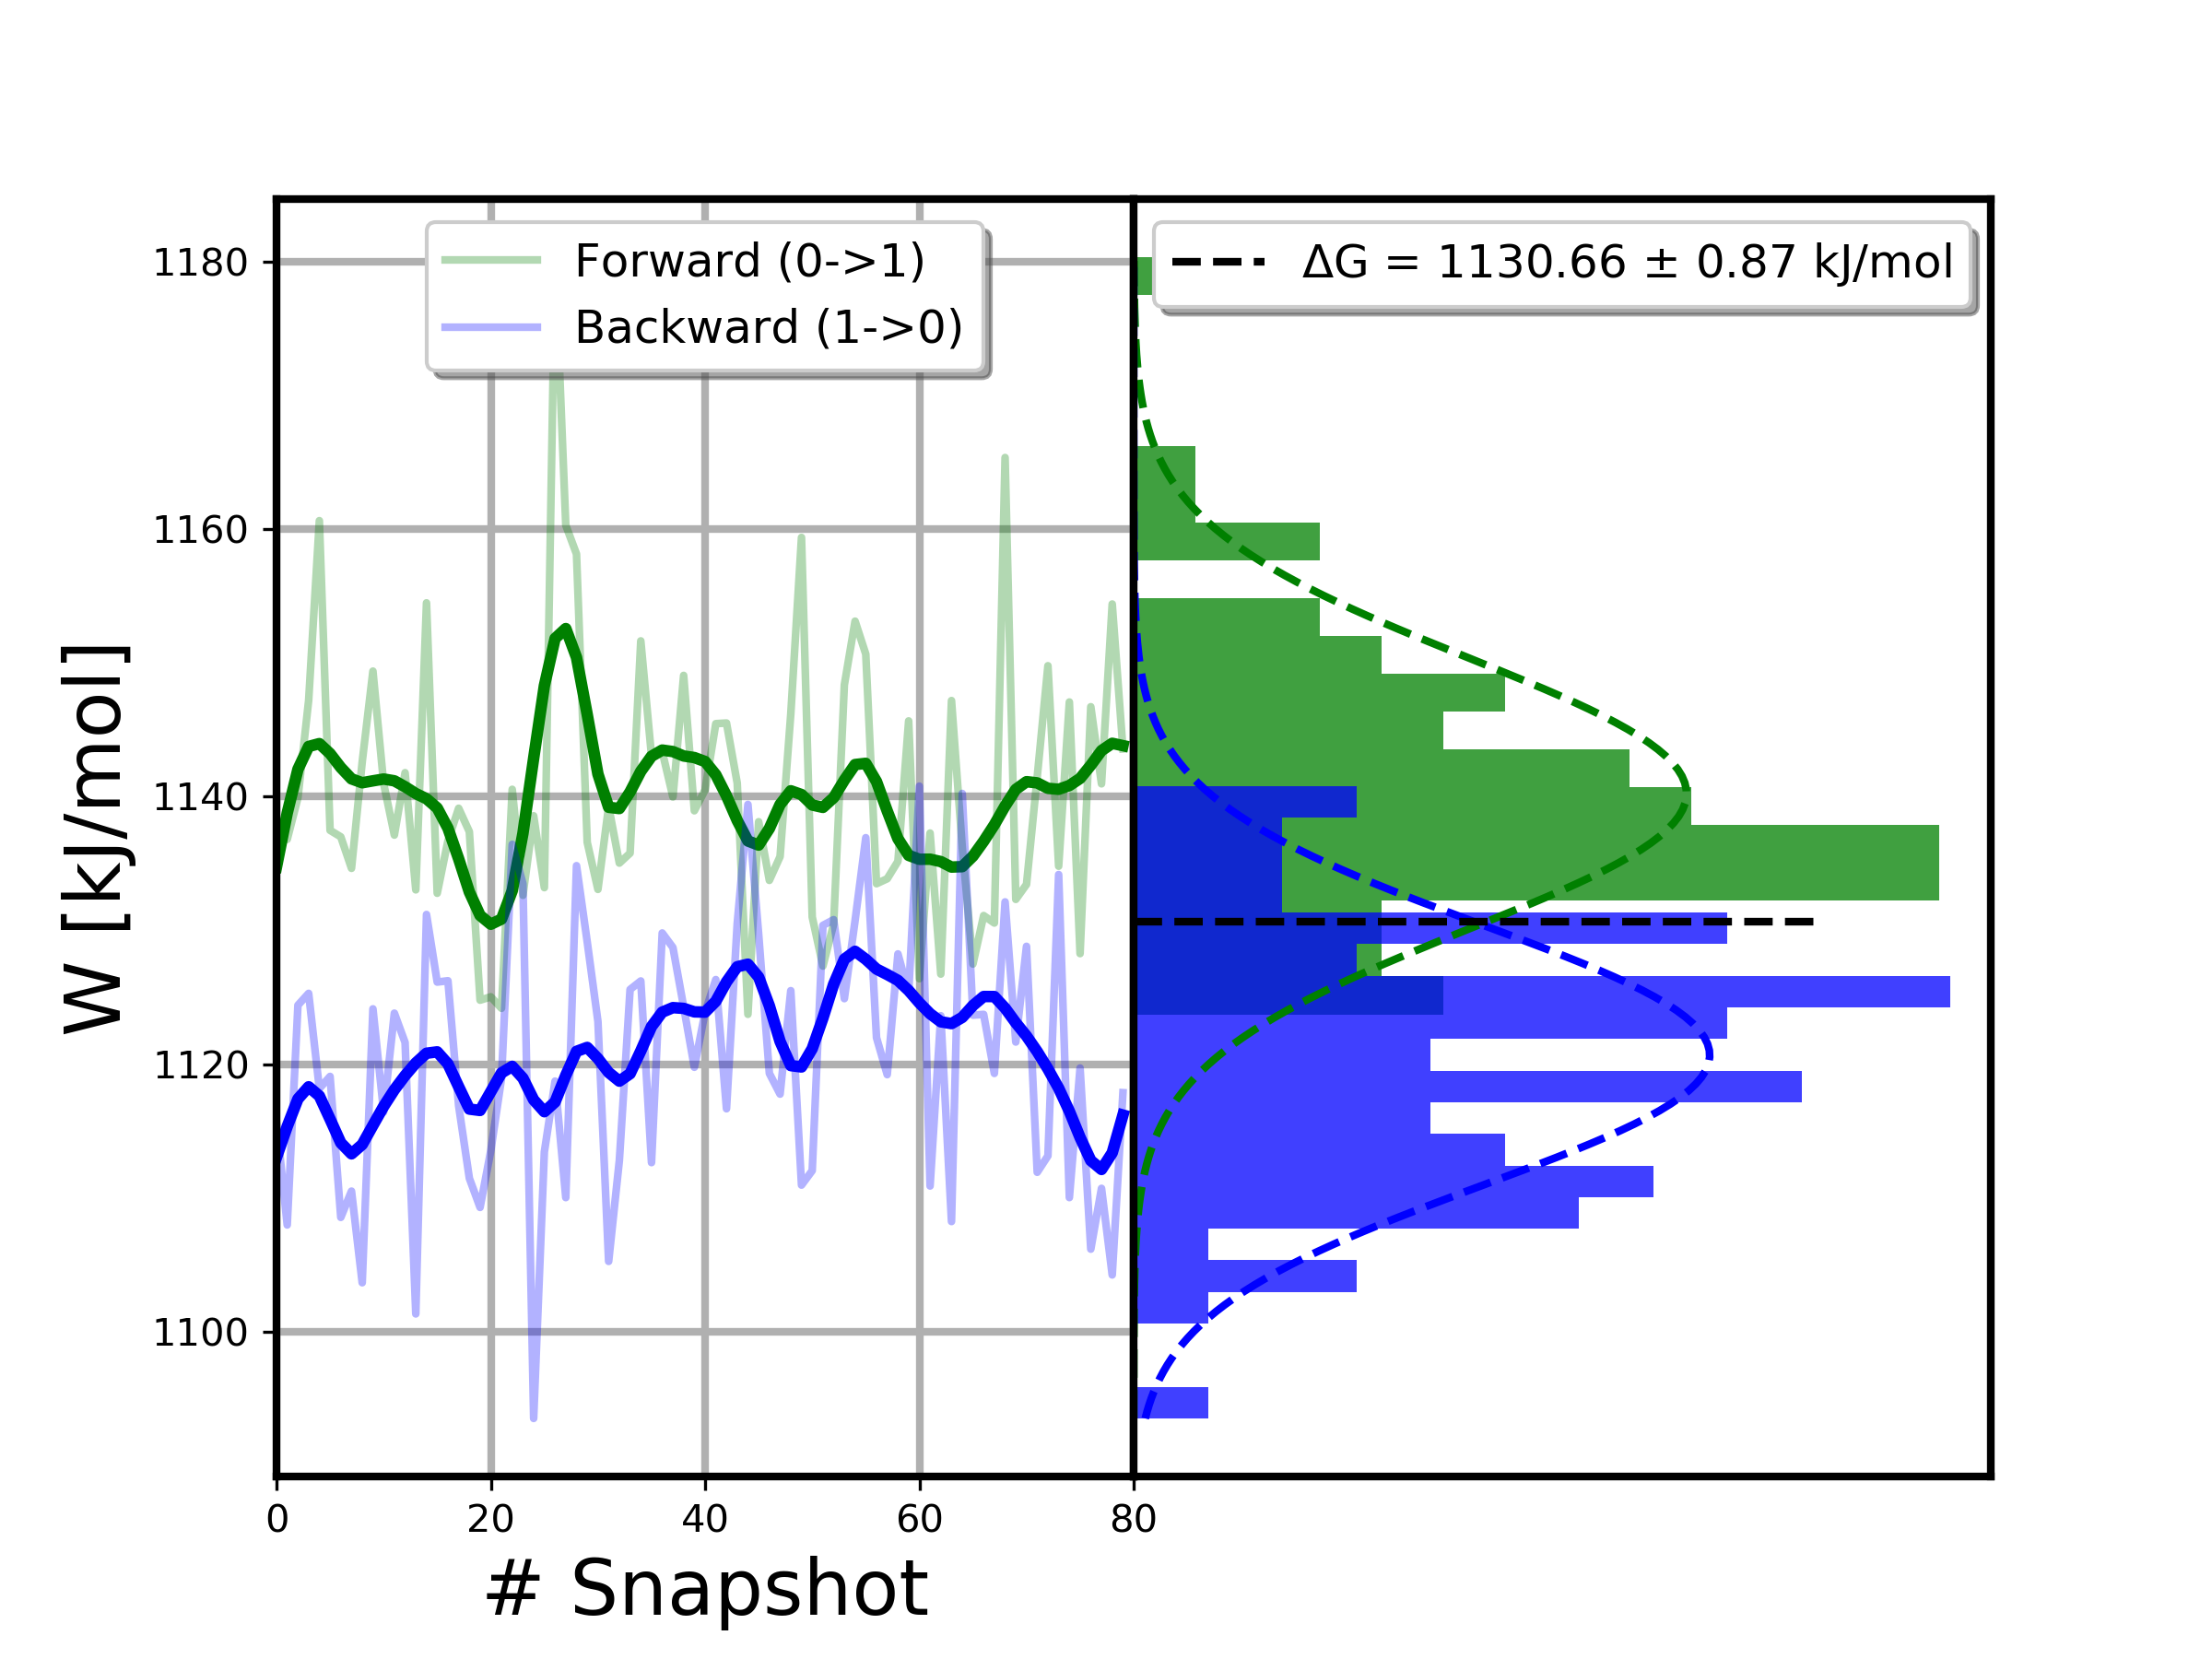 Forward (0->1)
Backward (1->0)
ΔG = 1130.66 ± 0.87 kJ/mol
W [kJ/mol]
1180
1160
1140
1120
1100
0 20 40 60 80
# Snapshot